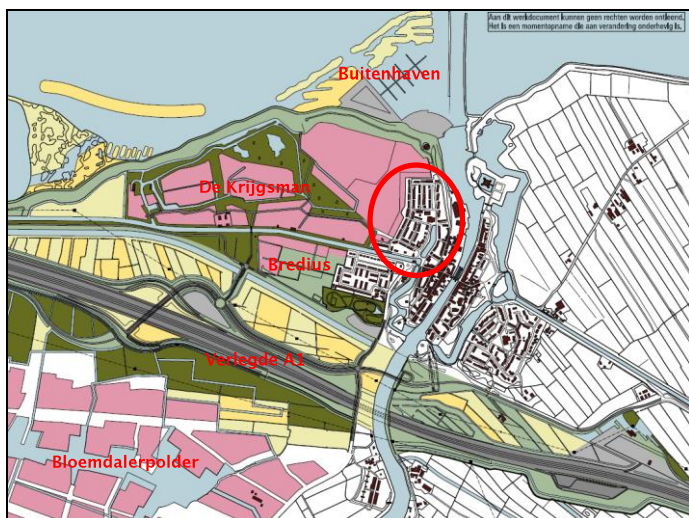 Aan dit werkdocument kunnen geen rechten worden ontleend.
Het is een momentopname die aan verandering onderhevig is.
Buitenhaven
De Krijgsman
Bredius
Verlegde A1
Bloemdalerpolder